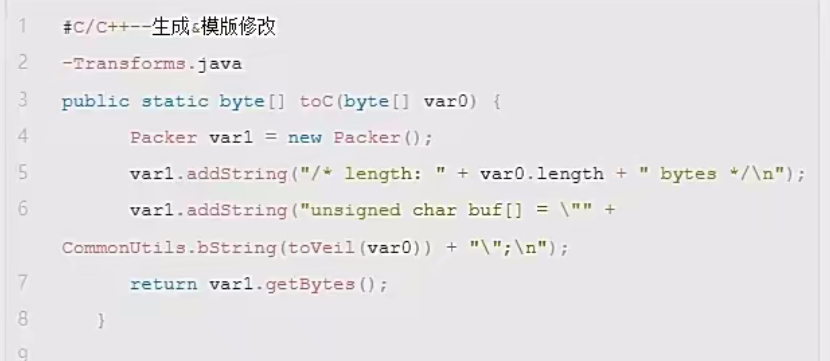 1 #C/C++--生成&模版修改
2 -Transforms.java
3 public static byte[] toC(byte[] var0) {
4 Packer var1 = new Packer();
5 var1.addString("/* length: " + var0.length + " bytes */\n");
6 var1.addString("unsigned char buf[] = \"" +
CommonUtils.bString(toVeil(var0)) + "\";\n");
7 return var1.getBytes();
8 }
9